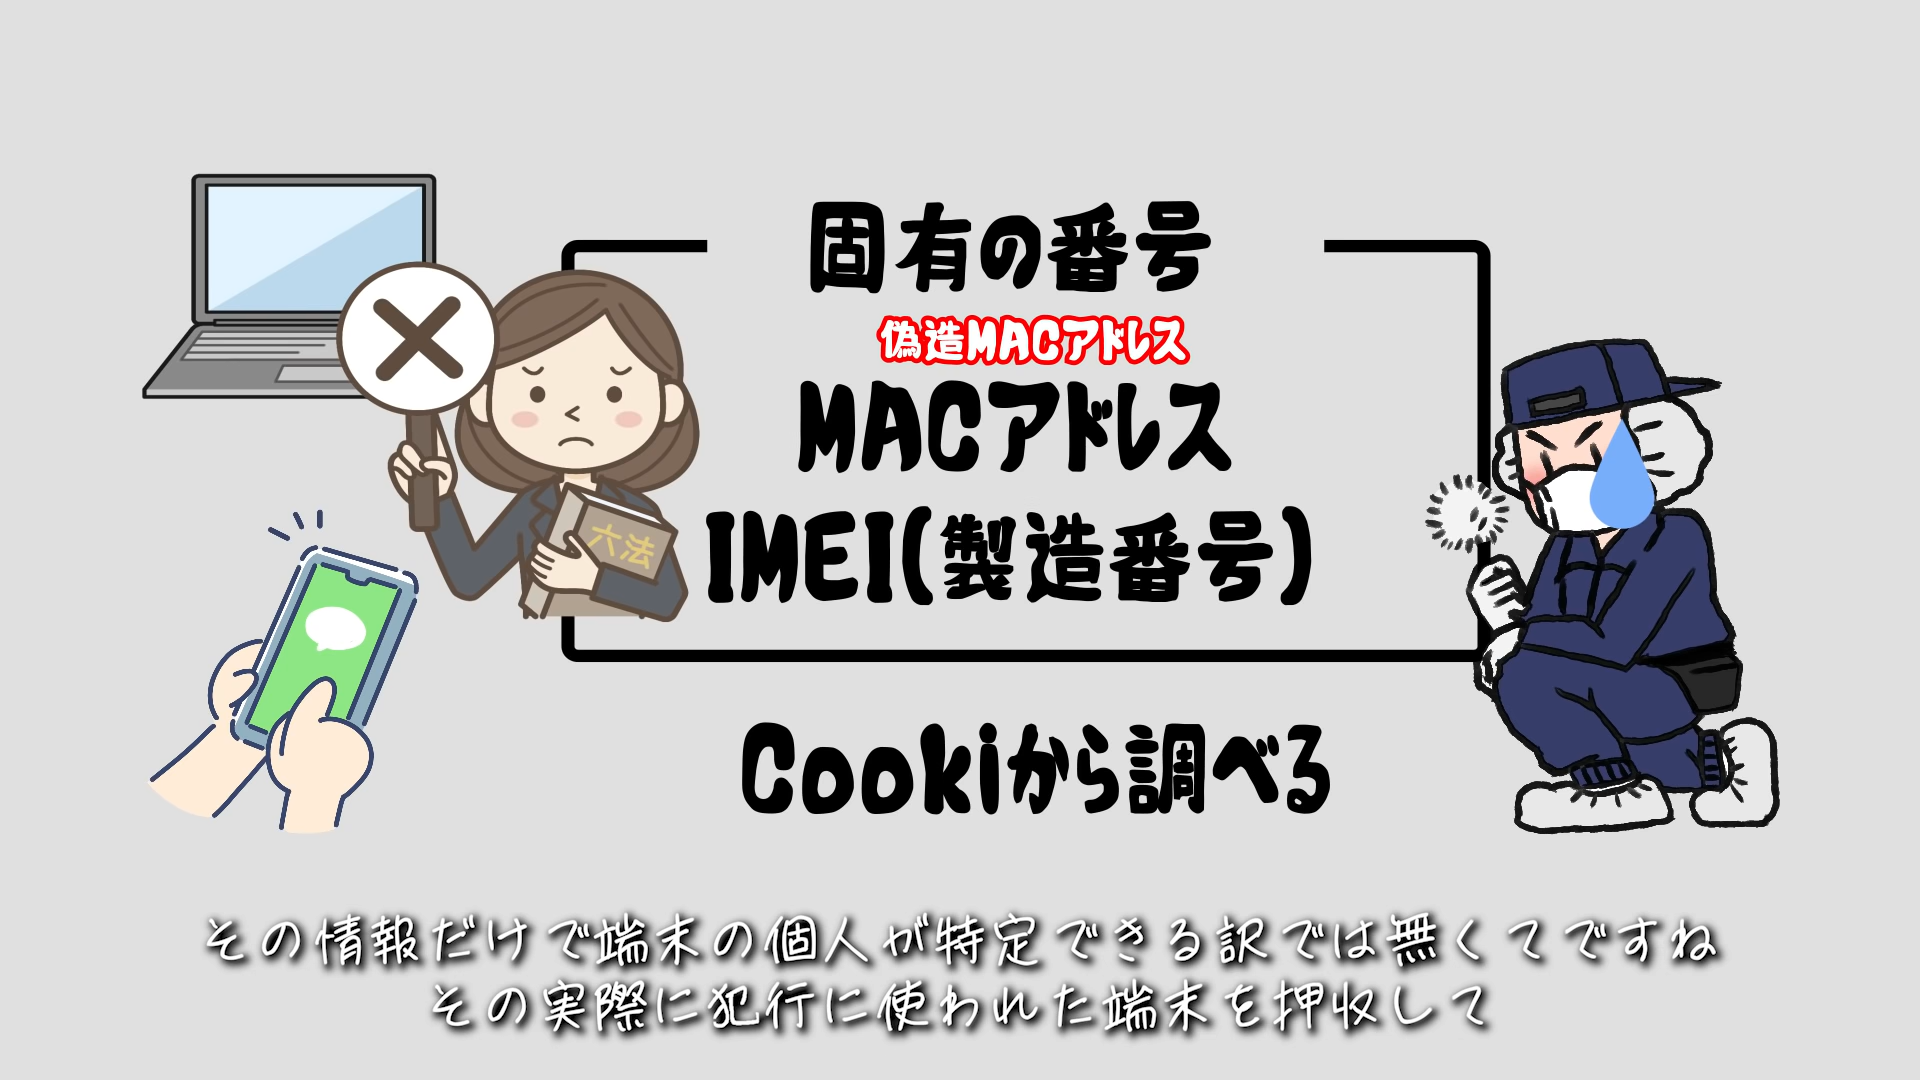 固有の番号
偽造MACアドレス
MACアドレス
IMEI(製造番号)
六法
Cookiから調べる
その情報だけで端末の個人が特定できる訳では無くてですね
その実際に犯行に使われた端末を押収して